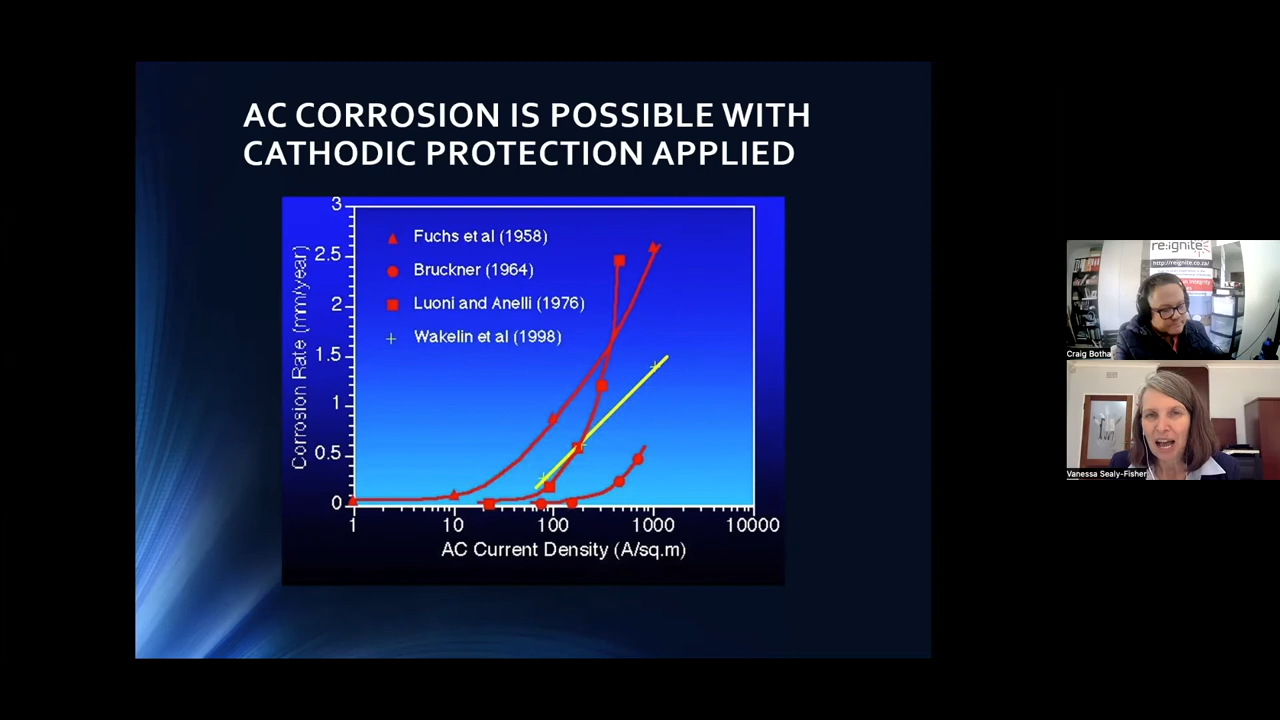 AC CORROSION IS POSSIBLE WITH
CATHODIC PROTECTION APPLIED
3
2.5
2
1.5
1
0.5
0
Corrosion Rate (mm/year)
Fuchs et al (1958)
Bruckner (1964)
Luoni and Anelli (1976)
Wakelin et al (1998)
1 10 100 1000 10000
AC Current Density (A/sq.m)
re:ignite
http://reignite.co.za/
Integrity
Craig Botha
Vanessa Sealy-Fisher